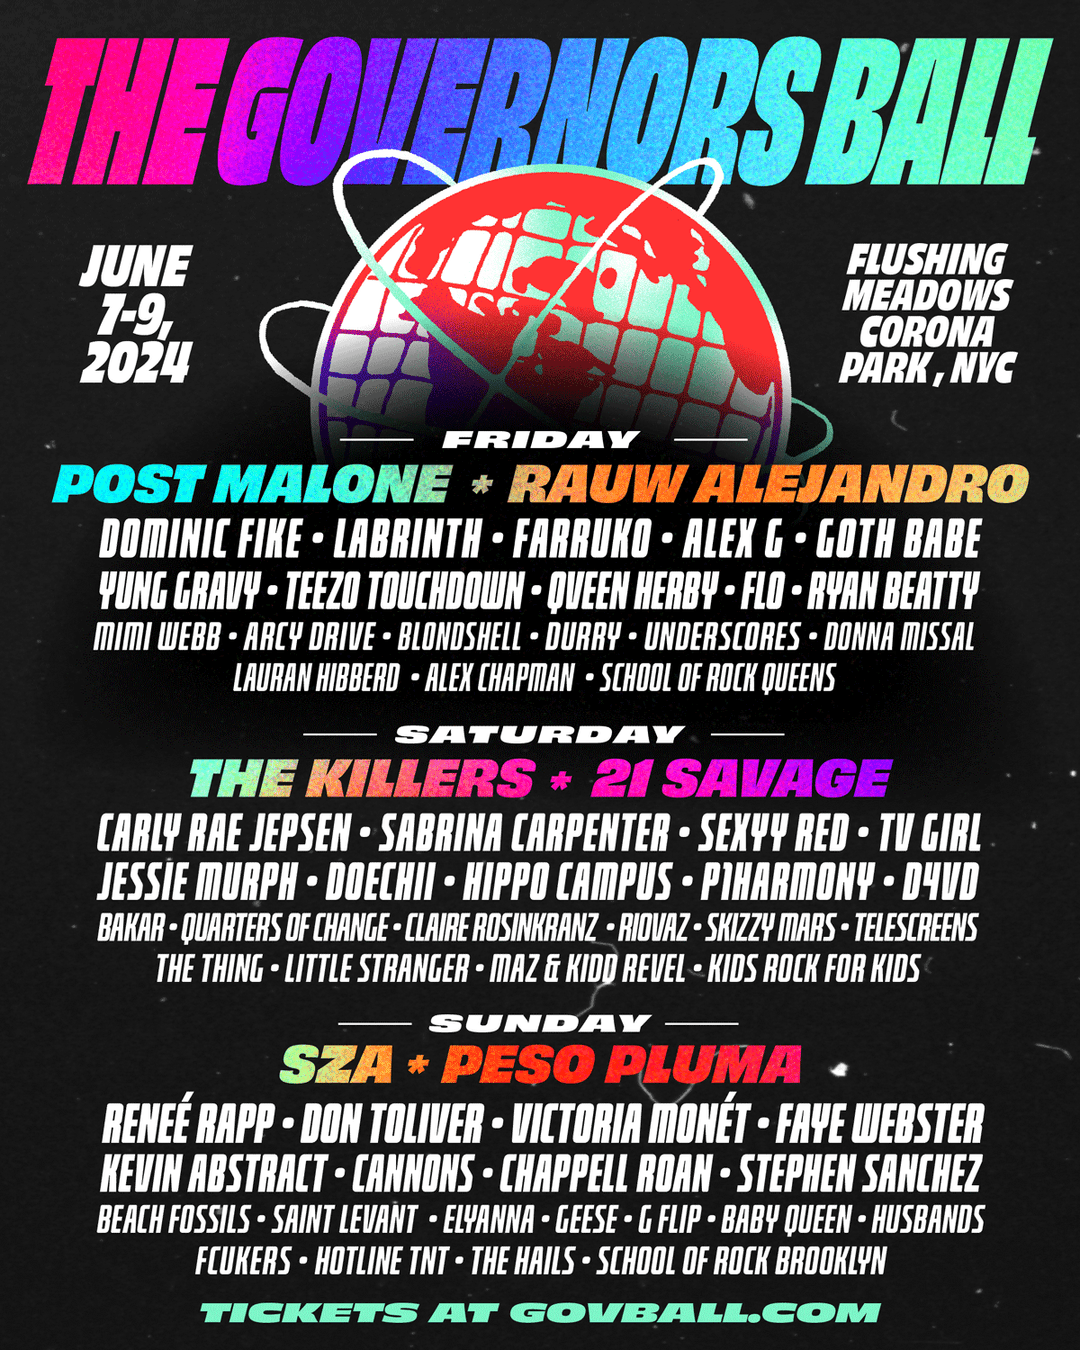 THE GOVERNORS BALL
JUNE
7-9,
2024
FLUSHING
MEADOWS
CORONA
PARK, NYC
FRIDAY
POST MALONE * RAUW ALEJANDRO
DOMINIC FIKE • LABRINTH • FARRUKO • ALEX G • GOTH BABE
YUNG GRAVY • TEEZO TOUCHDOWN • QVEEN HERBY • FLO • RYAN BEATTY
MIMI WEBB • ARCY DRIVE • BLONDSHELL • DURRY • UNDERSCORES • DONNA MISSAL
LAURAN HIBBERD • ALEX CHAPMAN • SCHOOL OF ROCK QUEENS
SATURDAY
THE KILLERS * 21 SAVAGE
CARLY RAE JEPSEN • SABRINA CARPENTER • SEXYY RED • TV GIRL
JESSIE MURPH • DOECHII • HIPPO CAMPUS • P1HARMONY • D4VD
BAKAR • QUARTERS OF CHANGE • CLAIRE ROSINKRANZ • RIOVAZ • SKIZZY MARS • TELESCREENS
THE THING • LITTLE STRANGER • MAZ & KIDD REVEL • KIDS ROCK FOR KIDS
SUNDAY
SZA * PESO PLUMA
RENEÉ RAPP • DON TOLIVER • VICTORIA MONÉT • FAYE WEBSTER
KEVIN ABSTRACT • CANNONS • CHAPPELL ROAN • STEPHEN SANCHEZ
BEACH FOSSILS • SAINT LEVANT • ELYANNA • GEESE • G FLIP • BABY QUEEN • HUSBANDS
FCUKERS • HOTLINE TNT • THE HAILS • SCHOOL OF ROCK BROOKLYN
TICKETS AT GOVBALL.COM